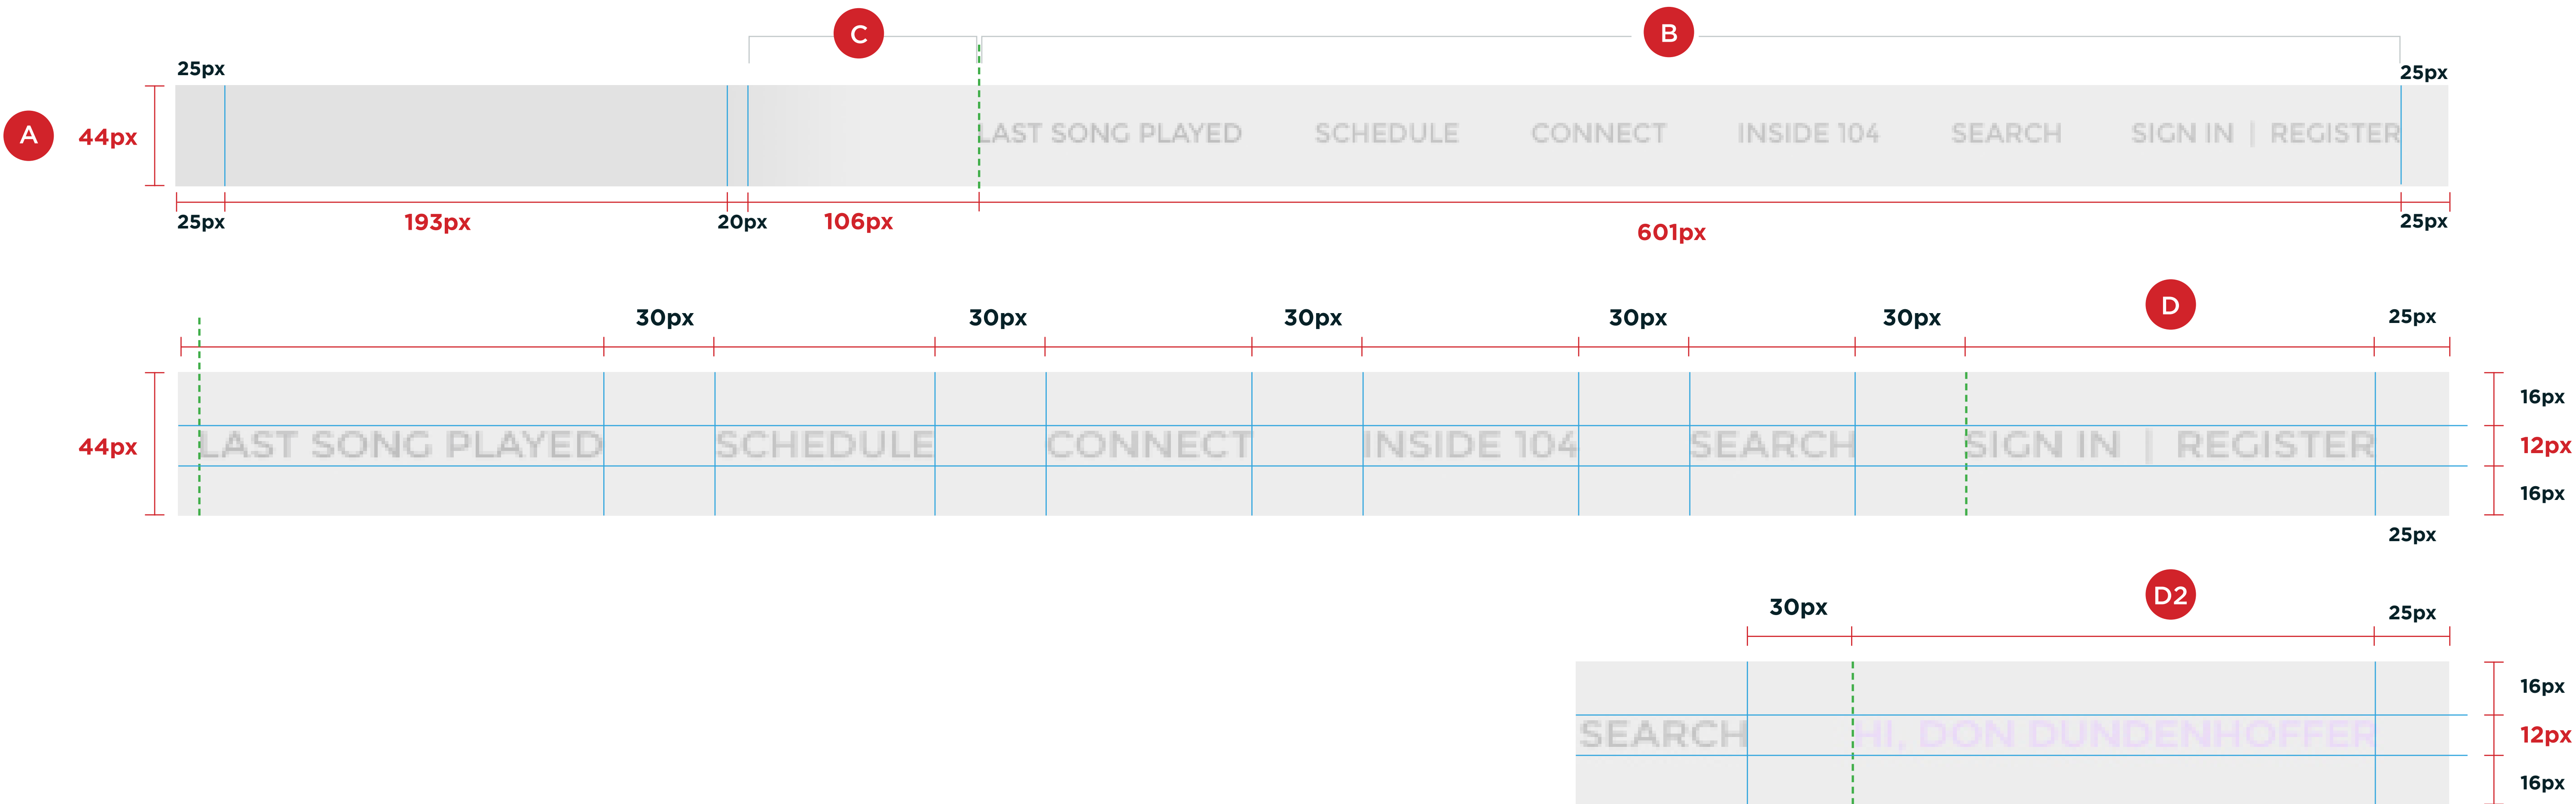 C B
25px 25px
A 44px LAST SONG PLAYED SCHEDULE CONNECT INSIDE 104 SEARCH SIGN IN | REGISTER
25px 193px 20px 106px 601px 25px
30px 30px 30px 30px 30px D 25px
16px
44px LAST SONG PLAYED SCHEDULE CONNECT INSIDE 104 SEARCH SIGN IN | REGISTER 12px
16px
25px
D2
30px 25px
16px
SEARCH HI, DON DUNDENHOFFER 12px
16px